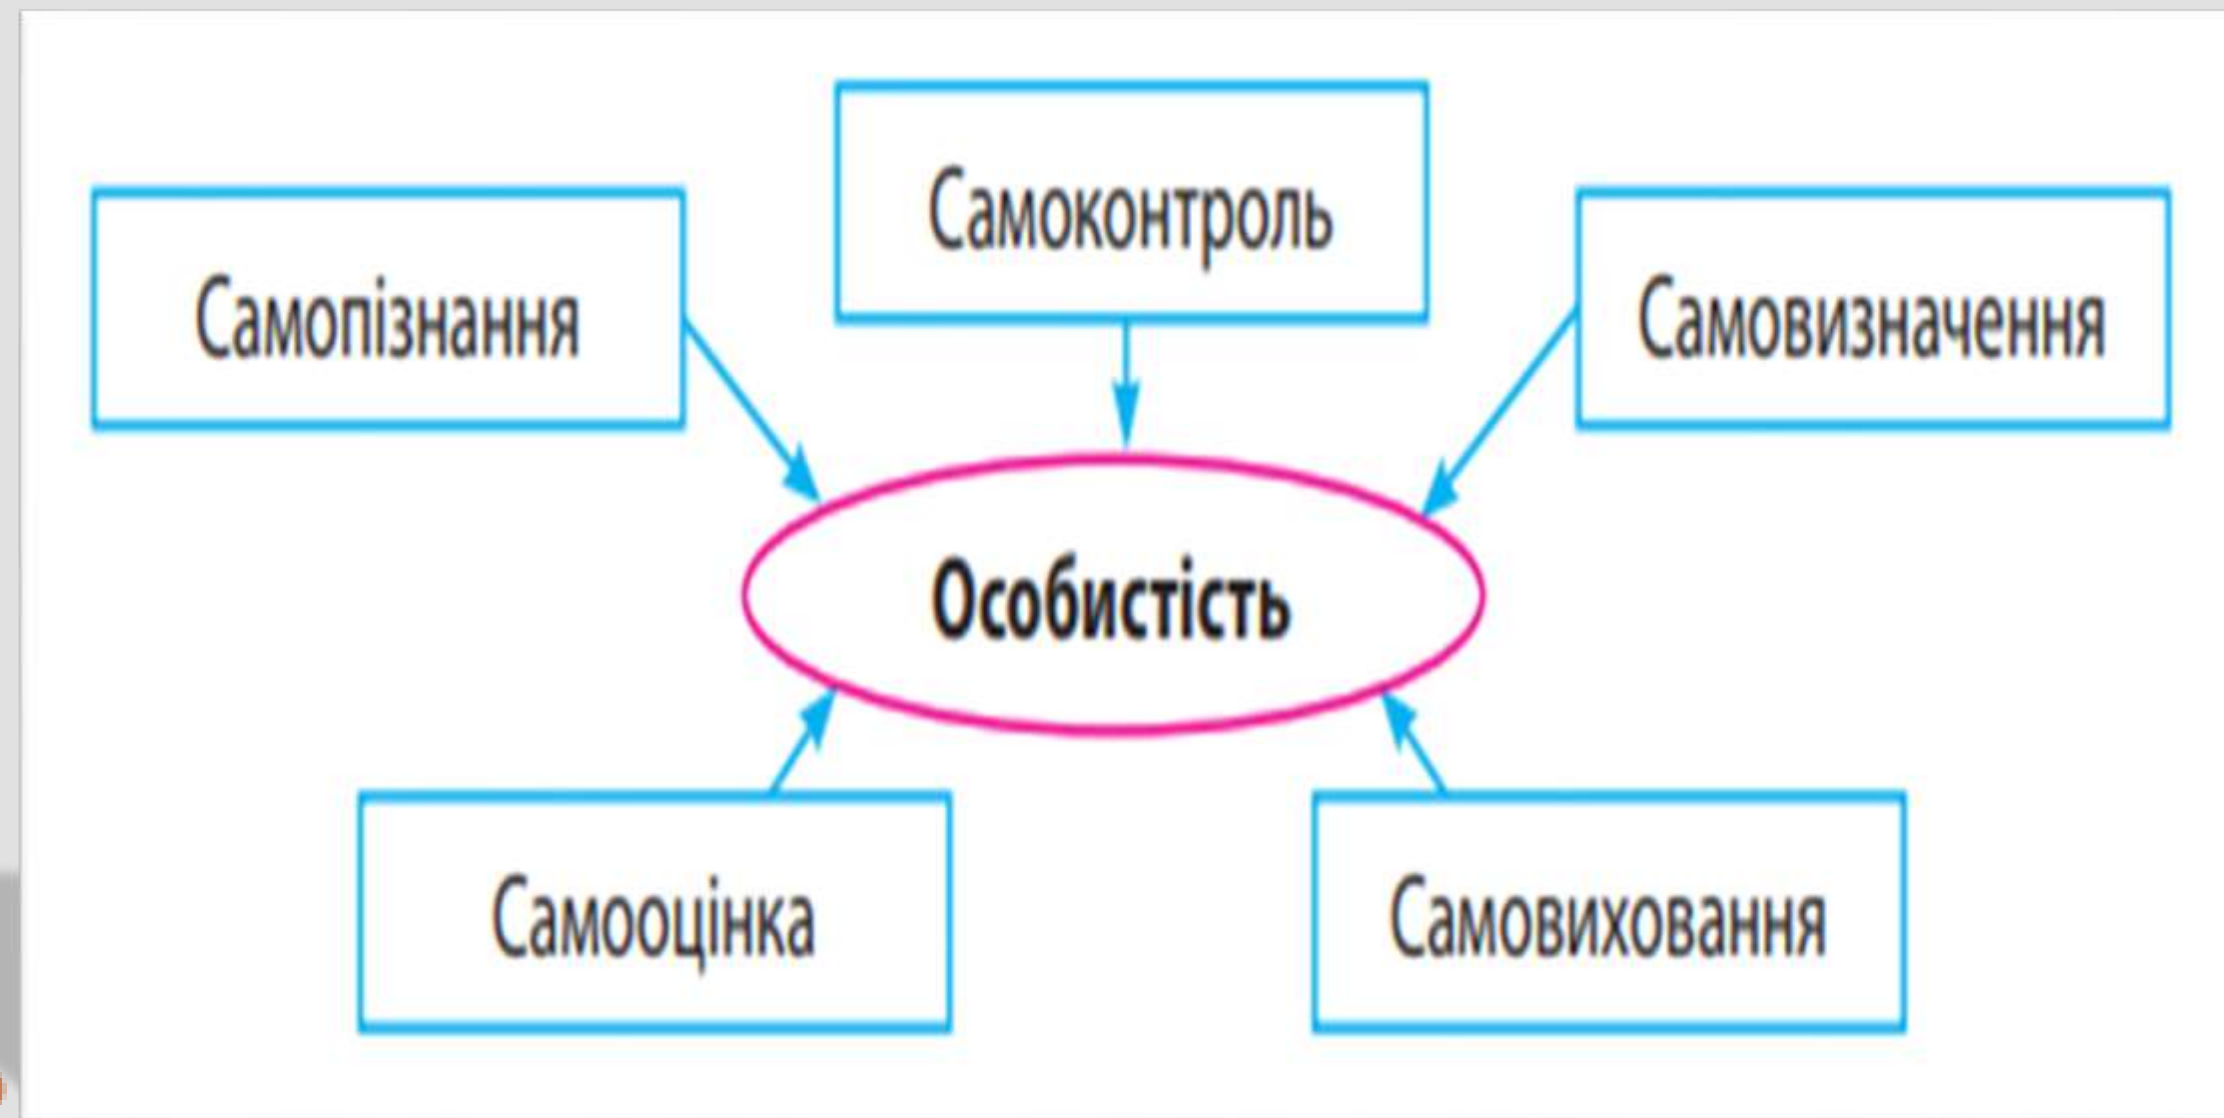 Самоконтроль
Самопізнання
Самовизначення
Особистість
Самооцінка
Самовиховання